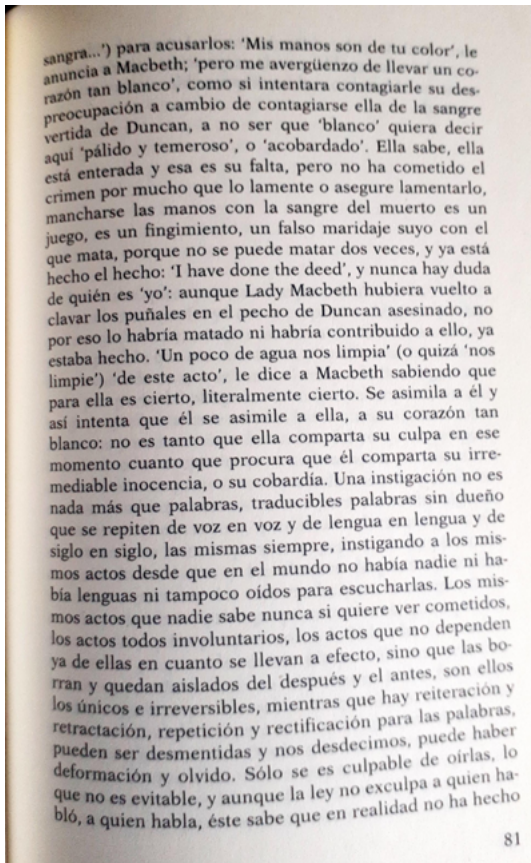 sangra...’) para acusarlos: ‘Mis manos son de tu color’, le
anuncia a Macbeth; ‘pero me avergüenzo de llevar un co-
razón tan blanco’, como si intentara contagiarle su des-
preocupación a cambio de contagiarse ella de la sangre
vertida de Duncan, a no ser que ‘blanco’ quiera decir
aquí ‘pálido y temeroso’, o ‘acobardado’. Ella sabe, ella
está enterada y esa es su falta, pero no ha cometido el
crimen por mucho que lo lamente o asegure lamentarlo,
mancharse las manos con la sangre del muerto es un
juego, es un fingimiento, un falso maridaje suyo con el
que mata, porque no se puede matar dos veces, y ya está
hecho el hecho: ‘I have done the deed’, y nunca hay duda
de quién es ‘yo’: aunque Lady Macbeth hubiera vuelto a
clavar los puñales en el pecho de Duncan asesinado, no
por eso lo habría matado ni habría contribuido a ello, ya
estaba hecho. ‘Un poco de agua nos limpia’ (o quizá ‘nos
limpie’) ‘de este acto’, le dice a Macbeth sabiendo que
para ella es cierto, literalmente cierto. Se asimila a él y
así intenta que él se asimile a ella, a su corazón tan
blanco: no es tanto que ella comparta su culpa en ese
momento cuanto que procura que él comparta su irre-
mediable inocencia, o su cobardía. Una instigación no es
nada más que palabras, traducibles palabras sin dueño
que se repiten de voz en voz y de lengua en lengua y de
siglo en siglo, las mismas siempre, instigando a los mis-
mos actos desde que en el mundo no había nadie ni ha-
bía lenguas ni tampoco oídos para escucharlas. Los mis-
mos actos que nadie sabe nunca si quiere ver cometidos,
los actos todos involuntarios, los actos que no dependen
ya de ellas en cuanto se llevan a efecto, sino que las bo-
rran y quedan aislados del después y el antes, son ellos
los únicos e irreversibles, mientras que hay reiteración y
retractación, repetición y rectificación para las palabras,
pueden ser desmentidas y nos desdecimos, puede haber
deformación y olvido. Sólo se es culpable de oírlas, lo
que no es evitable, y aunque la ley no exculpa a quien ha-
bló, a quien habla, éste sabe que en realidad no ha hecho
81